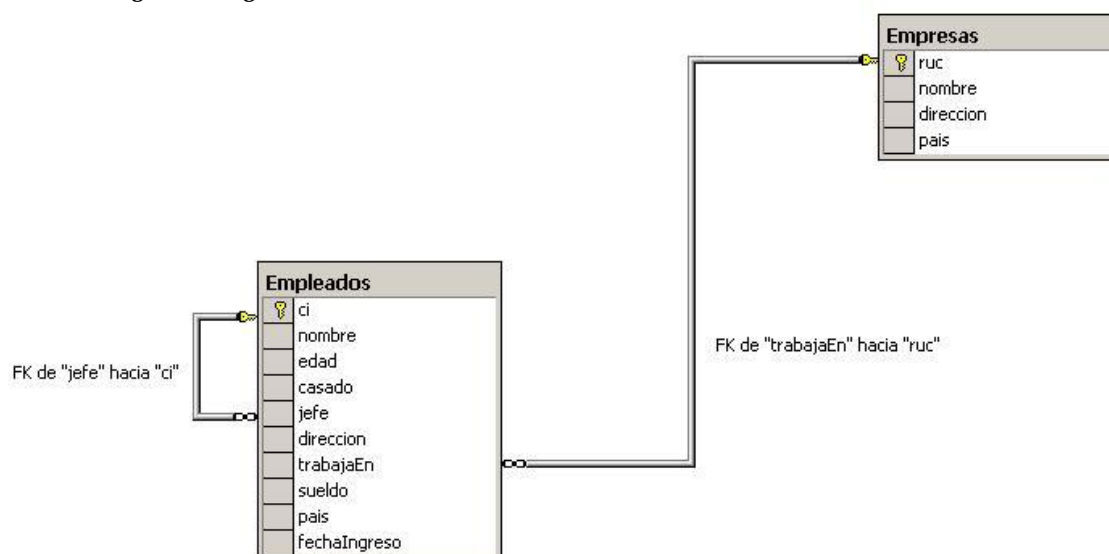 Empresas
ruc
nombre
direccion
pais
Empleados
ci
nombre
edad
casado
jefe
direccion
trabajaEn
sueldo
pais
fechaIngreso
FK de "jefe" hacia "ci"
FK de "trabajaEn" hacia "ruc"